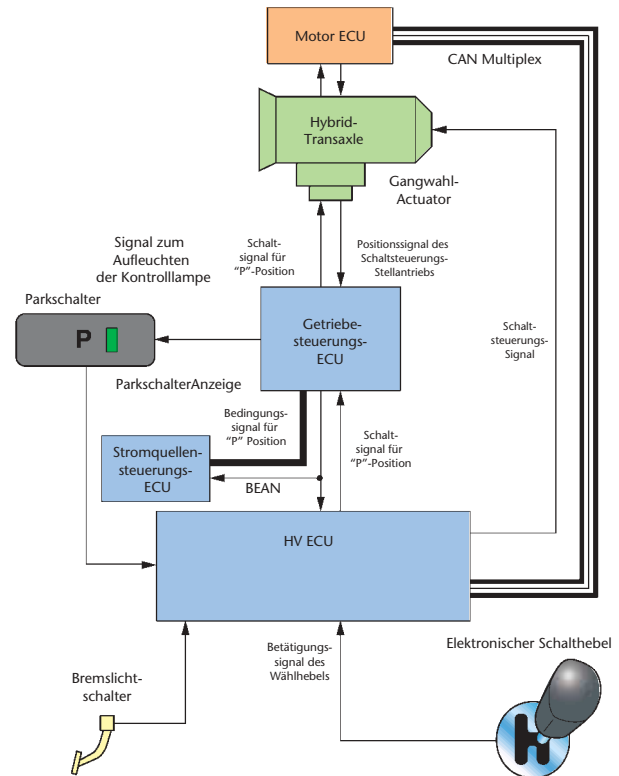 Motor ECU
CAN Multiplex
Hybrid-
Transaxle
Gangwahl-
Actuator
Signal zum
Aufleuchten
der Kontrolllampe
Schalt-
signal für
“P”-Position
Positionssignal des
Schaltsteuerungs-
Stellantriebs
Parkschalter
P
Getriebe-
steuerungs-
ECU
Schalt-
steuerungs-
Signal
ParkschalterAnzeige
Bedingungs-
signal für
“P” Position
Schalt-
signal für
“P”-Position
Stromquellen-
steuerungs-
ECU
BEAN
HV ECU
Betätigungs-
signal des
Wählhebels
Elektronischer Schalthebel
Bremslicht-
schalter